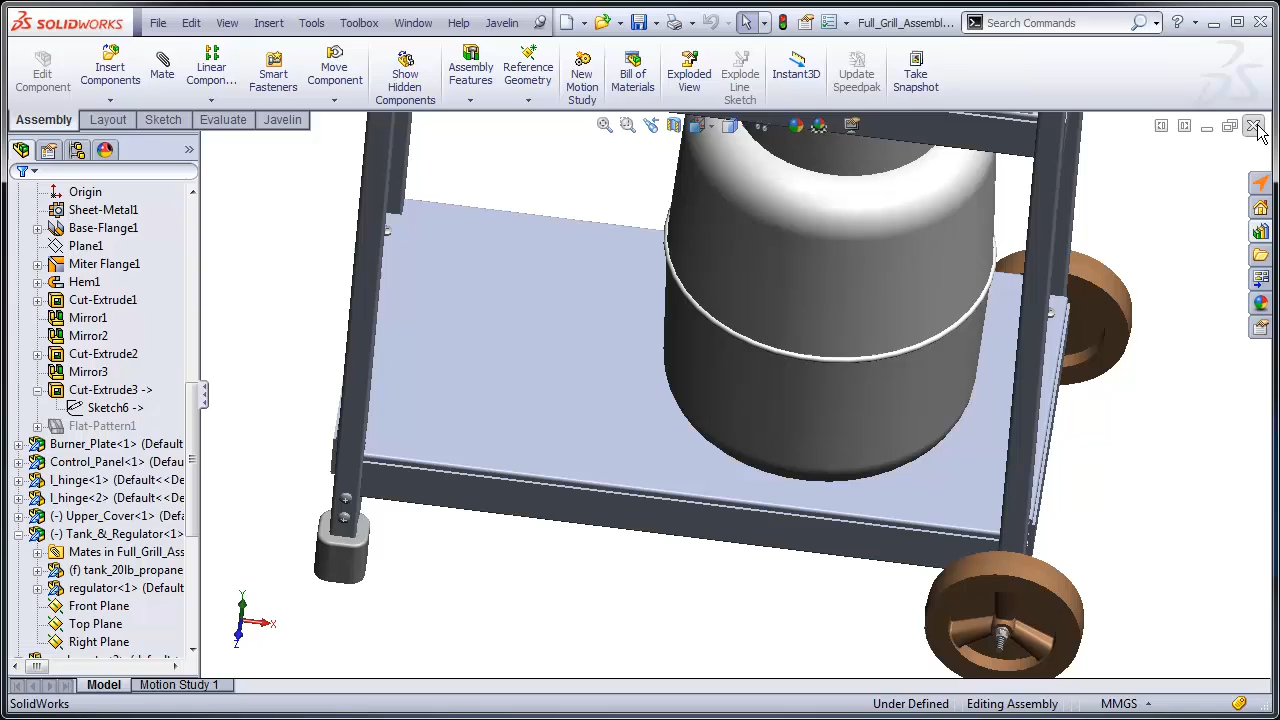 SOLIDWORKS File Edit View Insert Tools Toolbox Window Help Javelin Full_Grill_Assembl... Search Commands
Edit Component
Insert Components
Mate
Linear Compon...
Smart Fasteners
Move Component
Show Hidden Components
Assembly Features
Reference Geometry
New Motion Study
Bill of Materials
Exploded View
Explode Line Sketch
Instant3D
Update Speedpak
Take Snapshot
Assembly Layout Sketch Evaluate Javelin
Origin
Sheet-Metal1
Base-Flange1
Plane1
Miter Flange1
Hem1
Cut-Extrude1
Mirror1
Mirror2
Cut-Extrude2
Mirror3
Cut-Extrude3 ->
Sketch6 ->
Flat-Pattern1
Burner_Plate<1> (Default
Control_Panel<1> (Defau
l_hinge<1> (Default<<De
l_hinge<2> (Default<<De
(-) Upper_Cover<1> (Defa
(-) Tank_&_Regulator<1>
Mates in Full_Grill_Ass
(f) tank_20lb_propane
regulator<1> (Default
Front Plane
Top Plane
Right Plane
Y
X
Z
Model Motion Study 1
SolidWorks Under Defined Editing Assembly MMGS